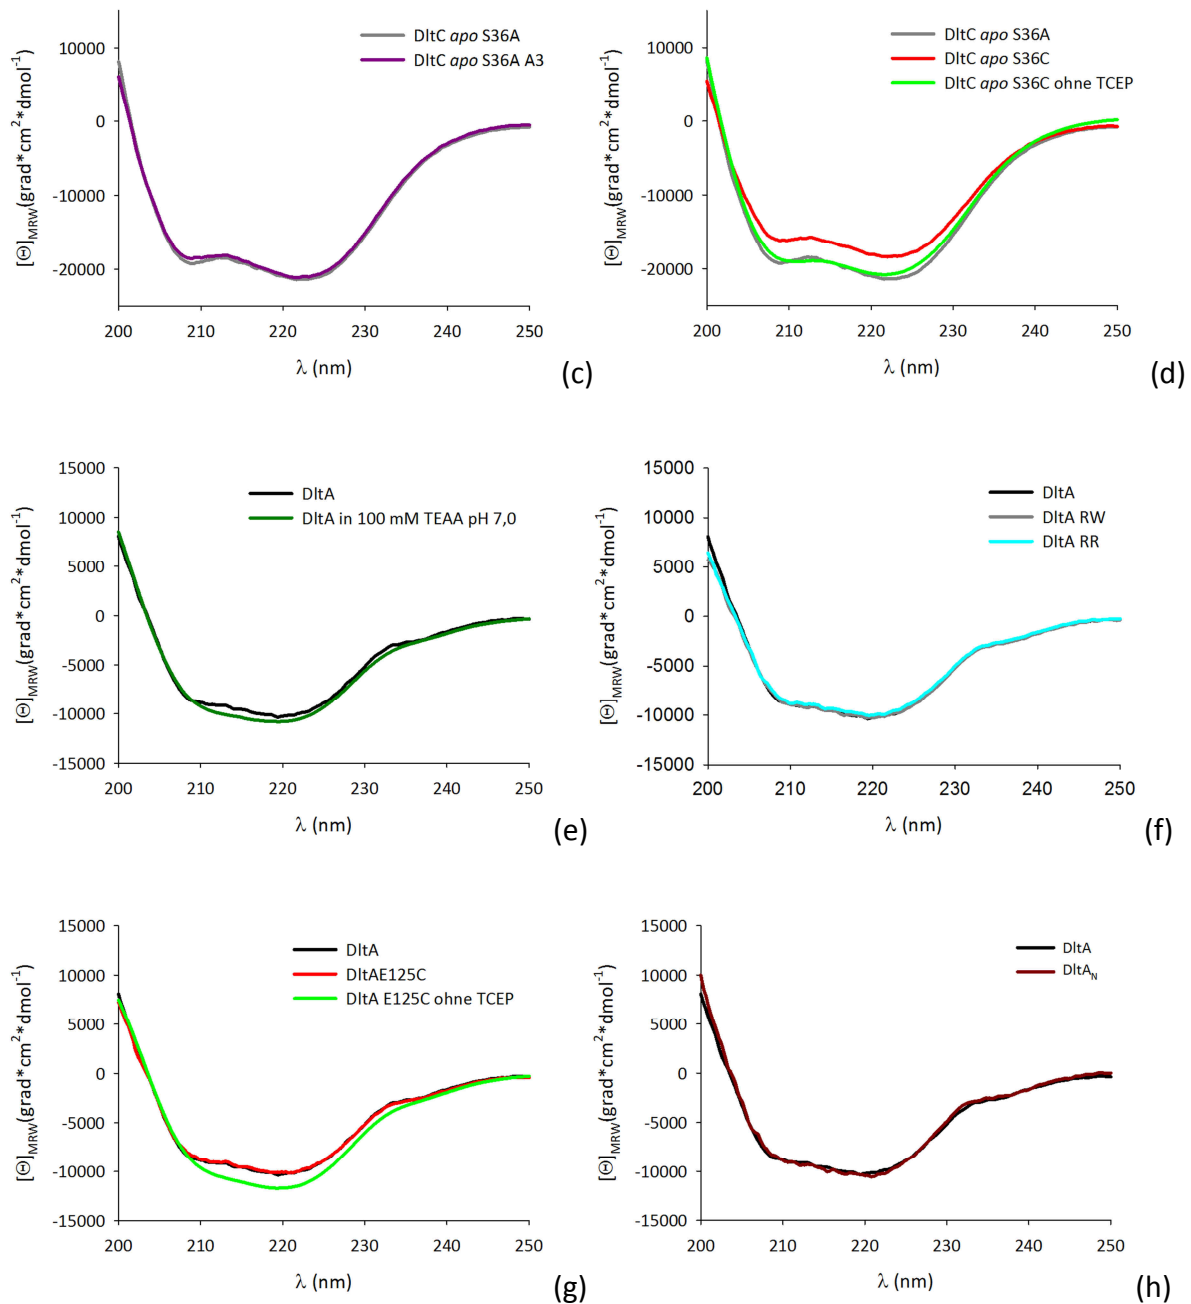 DltC apo S36A
DltC apo S36A A3
[Θ]MRW(grad*cm²*dmol⁻¹)
10000
0
-10000
-20000
200 210 220 230 240 250
λ (nm)
(c)
DltC apo S36A
DltC apo S36C
DltC apo S36C ohne TCEP
[Θ]MRW(grad*cm²*dmol⁻¹)
10000
0
-10000
-20000
200 210 220 230 240 250
λ (nm)
(d)
DltA
DltA in 100 mM TEAA pH 7,0
[Θ]MRW(grad*cm²*dmol⁻¹)
15000
10000
5000
0
-5000
-10000
-15000
200 210 220 230 240 250
λ (nm)
(e)
DltA
DltA RW
DltA RR
[Θ]MRW(grad*cm²*dmol⁻¹)
15000
10000
5000
0
-5000
-10000
-15000
200 210 220 230 240 250
λ (nm)
(f)
DltA
DltAE125C
DltA E125C ohne TCEP
[Θ]MRW(grad*cm²*dmol⁻¹)
15000
10000
5000
0
-5000
-10000
-15000
200 210 220 230 240 250
λ (nm)
(g)
DltA
DltAN
[Θ]MRW(grad*cm²*dmol⁻¹)
15000
10000
5000
0
-5000
-10000
-15000
200 210 220 230 240 250
λ (nm)
(h)